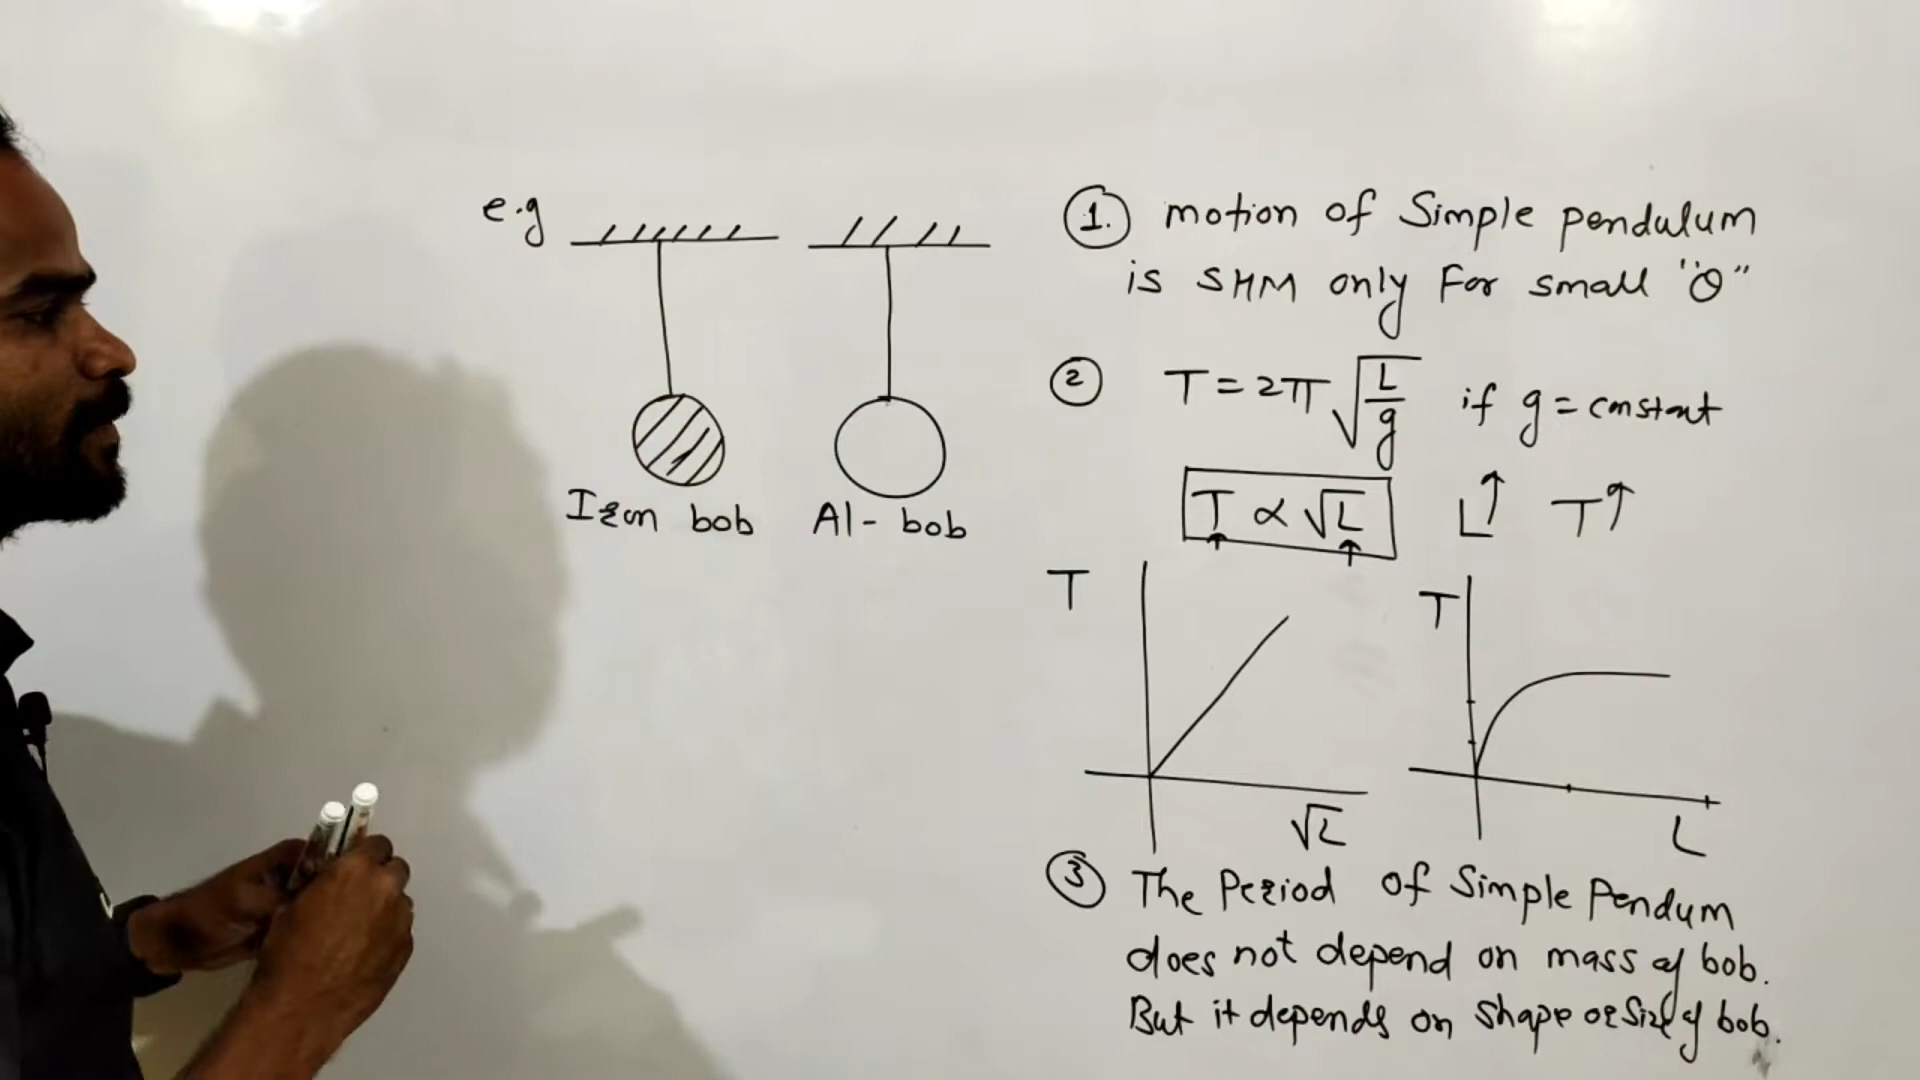 e.g
Iron bob
Al- bob
1. motion of Simple pendulum
is SHM only For small "θ"
2 T = 2π √L/g if g = constant
T ∝ √L L↑ T↑
T
√L
T
L
3 The Period of Simple Pendum
does not depend on mass of bob.
But it depends on shape or Size of bob.